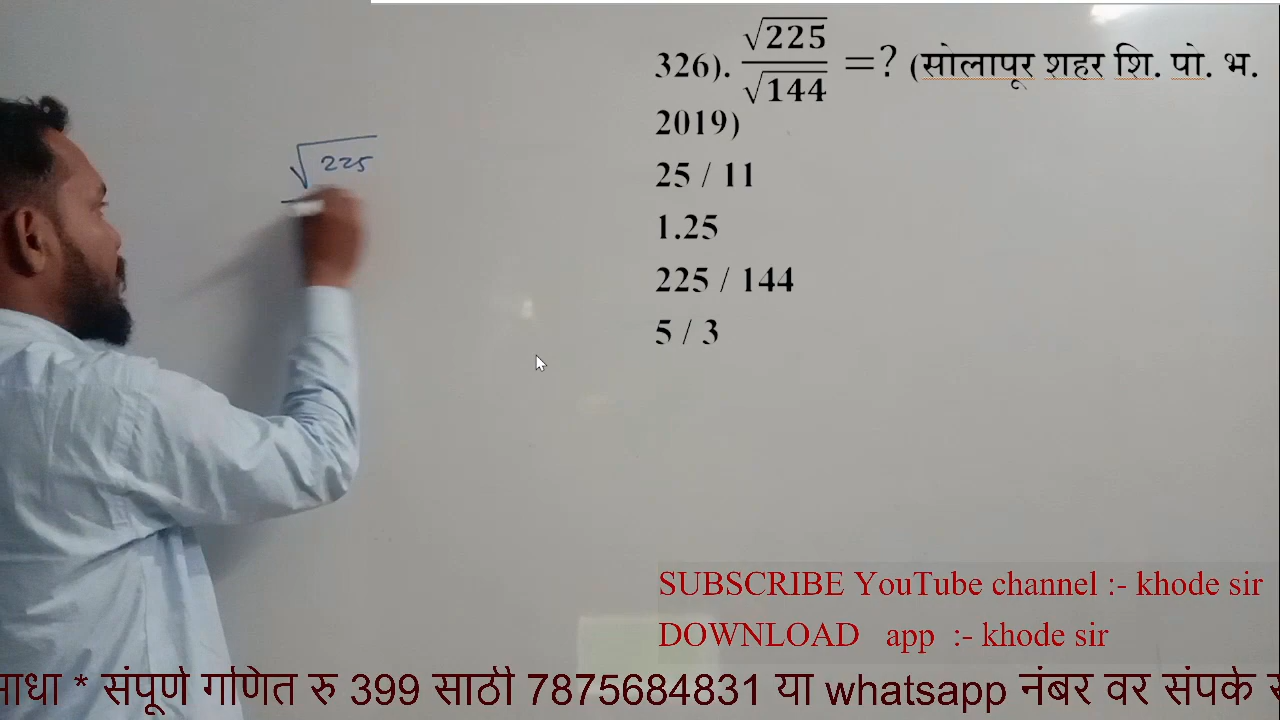 √225
326). √225 / √144 =? (सोलापूर शहर शि. पो. भ.
2019)
25 / 11
1.25
225 / 144
5 / 3
SUBSCRIBE YouTube channel :- khode sir
DOWNLOAD app :- khode sir
* संपूर्ण गणित रु 399 साठी 7875684831 या whatsapp नंबर वर संपर्क